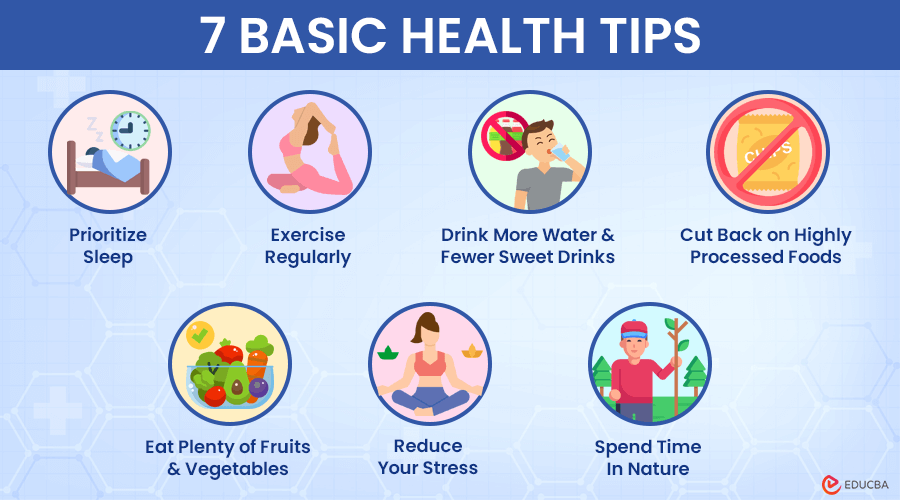 7 BASIC HEALTH TIPS
Z
Z
Z
CHIPS
Prioritize
Sleep
Exercise
Regularly
Drink More Water &
Fewer Sweet Drinks
Cut Back on Highly
Processed Foods
Eat Plenty of Fruits
& Vegetables
Reduce
Your Stress
Spend Time
In Nature
EDUCBA